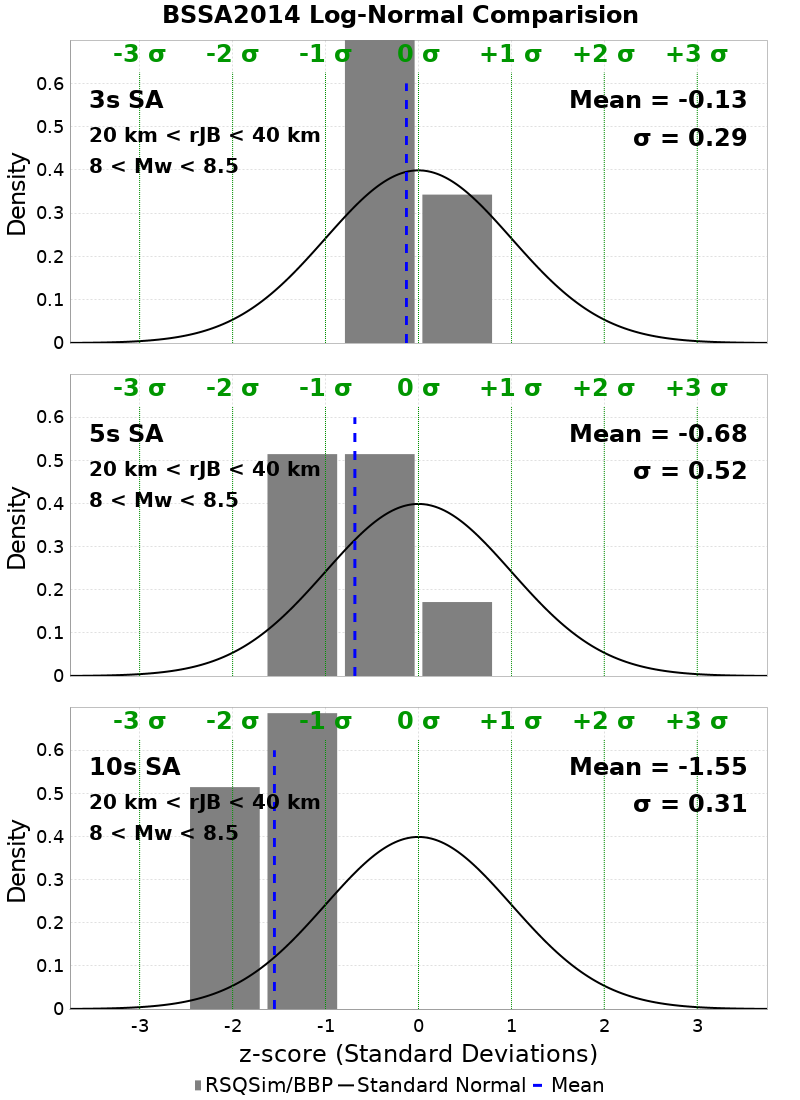 BSSA2014 Log-Normal Comparision
-3 σ -2 σ -1 σ 0 σ +1 σ +2 σ +3 σ
0.6
3s SA Mean = -0.13
0.5
20 km < rJB < 40 km σ = 0.29
8 < Mw < 8.5
0.4
0.3
0.2
0.1
0
Density
-3 σ -2 σ -1 σ 0 σ +1 σ +2 σ +3 σ
0.6
5s SA Mean = -0.68
0.5
20 km < rJB < 40 km σ = 0.52
8 < Mw < 8.5
0.4
0.3
0.2
0.1
0
Density
-3 σ -2 σ -1 σ 0 σ +1 σ +2 σ +3 σ
0.6
10s SA Mean = -1.55
0.5
20 km < rJB < 40 km σ = 0.31
8 < Mw < 8.5
0.4
0.3
0.2
0.1
0
Density
-3 -2 -1 0 1 2 3
z-score (Standard Deviations)
RSQSim/BBP Standard Normal Mean